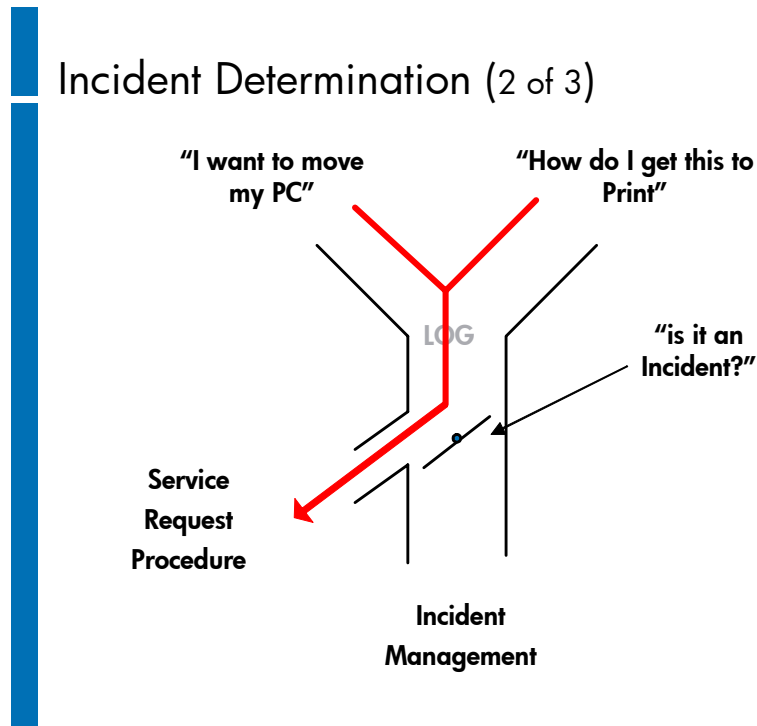 Incident Determination (2 of 3)
“I want to move
my PC”
“How do I get this to
Print”
LOG
“is it an
Incident?”
Service
Request
Procedure
Incident
Management